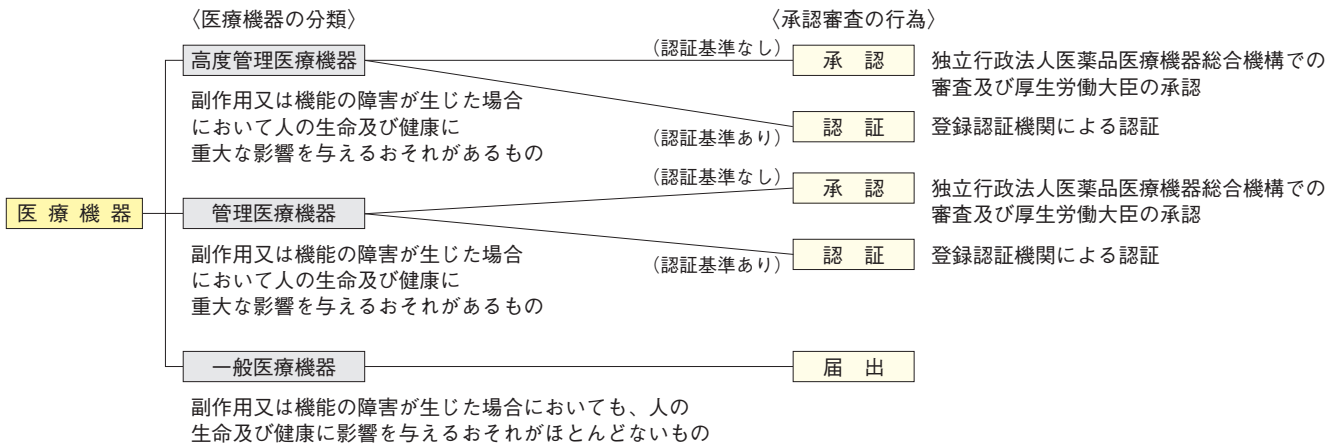 〈医療機器の分類〉
〈承認審査の行為〉
医療機器
高度管理医療機器
副作用又は機能の障害が生じた場合
において人の生命及び健康に
重大な影響を与えるおそれがあるもの
(認証基準なし)
承認
独立行政法人医薬品医療機器総合機構での
審査及び厚生労働大臣の承認
(認証基準あり)
認証
登録認証機関による認証
管理医療機器
副作用又は機能の障害が生じた場合
において人の生命及び健康に
重大な影響を与えるおそれがあるもの
(認証基準なし)
承認
独立行政法人医薬品医療機器総合機構での
審査及び厚生労働大臣の承認
(認証基準あり)
認証
登録認証機関による認証
一般医療機器
届出
副作用又は機能の障害が生じた場合においても、人の
生命及び健康に影響を与えるおそれがほとんどないもの